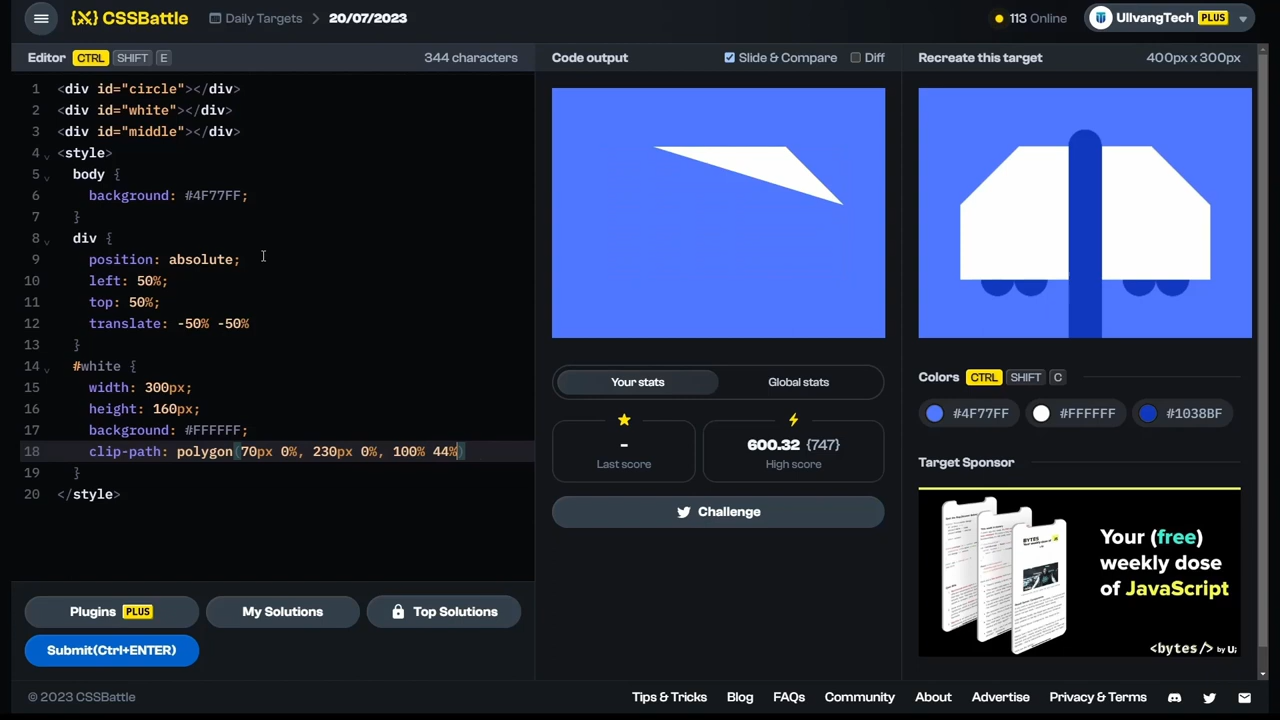 {X} CSSBattle
Daily Targets > 20/07/2023
113 Online
UllvangTech PLUS
Editor CTRL SHIFT E
344 characters
Code output
Slide & Compare
Diff
Recreate this target
400px x 300px
1 <div id="circle"></div>
2 <div id="white"></div>
3 <div id="middle"></div>
4 <style>
5 body {
6 background: #4F77FF;
7 }
8 div {
9 position: absolute;
10 left: 50%;
11 top: 50%;
12 translate: -50% -50%
13 }
14 #white {
15 width: 300px;
16 height: 160px;
17 background: #FFFFFF;
18 clip-path: polygon(70px 0%, 230px 0%, 100% 44%)
19 }
20 </style>
Your stats
Global stats
-
Last score
600.32 {747}
High score
Challenge
Colors CTRL SHIFT C
#4F77FF
#FFFFFF
#1038BF
Target Sponsor
BYTES
Your (free)
weekly dose
of JavaScript
<bytes/> by ui
Plugins PLUS
My Solutions
Top Solutions
Submit(Ctrl+ENTER)
© 2023 CSSBattle
Tips & Tricks
Blog
FAQs
Community
About
Advertise
Privacy & Terms